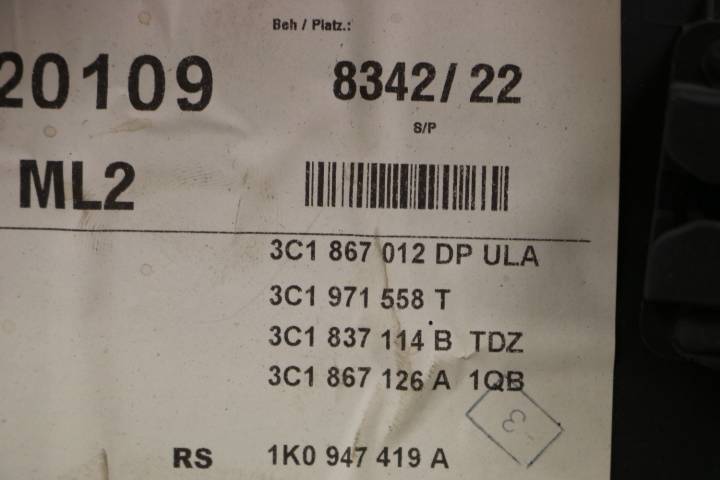 Beh / Platz.:
20109 8342/ 22
S/P
ML2
3C1 867 012 DP ULA
3C1 971 558 T
3C1 837 114 B TDZ
3C1 867 126 A 1QB
3
RS 1K0 947 419 A